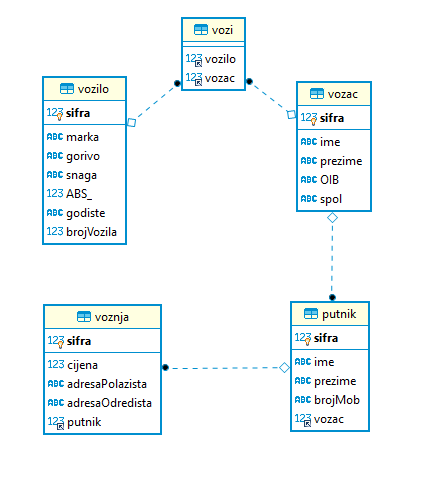 vozi
123 vozilo
123 vozac
vozilo
123 sifra
ABC marka
ABC gorivo
ABC snaga
123 ABS_
ABC godiste
123 brojVozila
vozac
123 sifra
ABC ime
ABC prezime
ABC OIB
ABC spol
voznja
123 sifra
123 cijena
ABC adresaPolazista
ABC adresaOdredista
123 putnik
putnik
123 sifra
ABC ime
ABC prezime
ABC brojMob
123 vozac